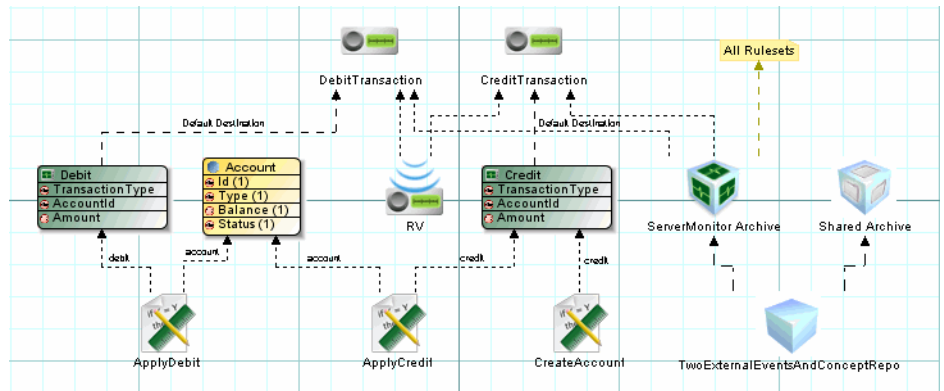 All Rulesets
DebitTransaction
CreditTransaction
Default Destination
Default Destination
Debit
TransactionType
AccountId
Amount
Account
Id (1)
Type (1)
Balance (1)
Status (1)
RV
Credit
TransactionType
AccountId
Amount
ServerMonitor Archive
Shared Archive
debit
account
account
credit
credit
ApplyDebit
ApplyCredit
CreateAccount
TwoExternalEventsAndConceptRepo